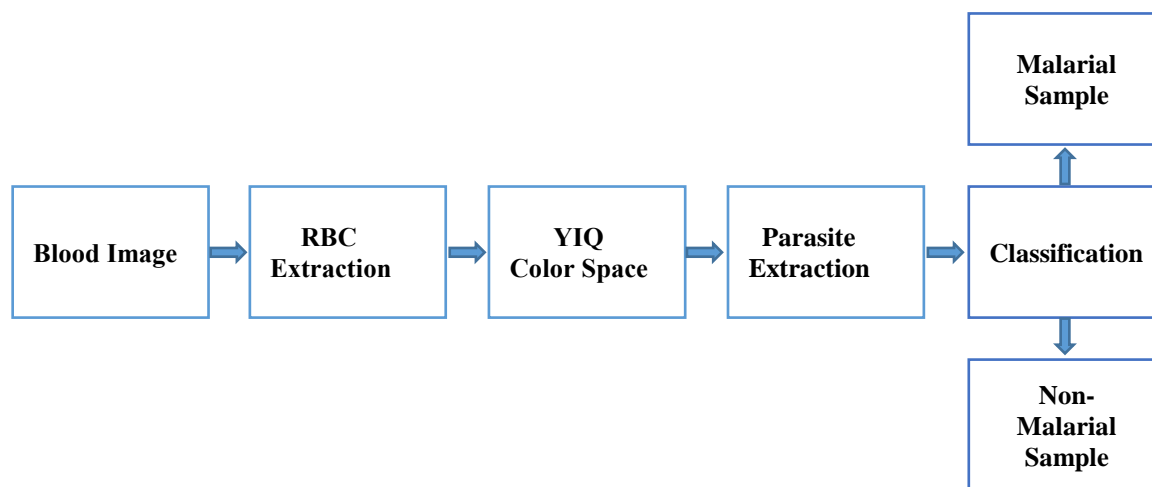 Malarial
Sample
Blood Image
RBC
Extraction
YIQ
Color Space
Parasite
Extraction
Classification
Non-
Malarial
Sample